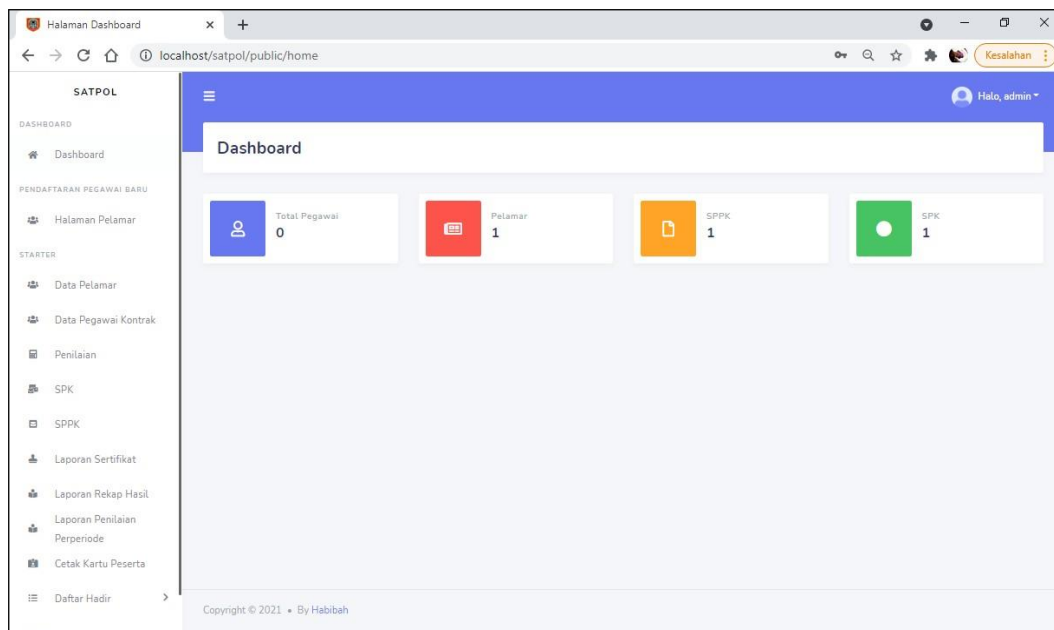 Halaman Dashboard
localhost/satpol/public/home
Kesalahan
SATPOL
Halo, admin
DASHBOARD
Dashboard
Dashboard
PENDAFTARAN PEGAWAI BARU
Halaman Pelamar
Total Pegawai
0
Pelamar
1
SPPK
1
SPK
1
STARTER
Data Pelamar
Data Pegawai Kontrak
Penilaian
SPK
SPPK
Laporan Sertifikat
Laporan Rekap Hasil
Laporan Penilaian
Perperiode
Cetak Kartu Peserta
Daftar Hadir
Copyright © 2021 • By Habibah